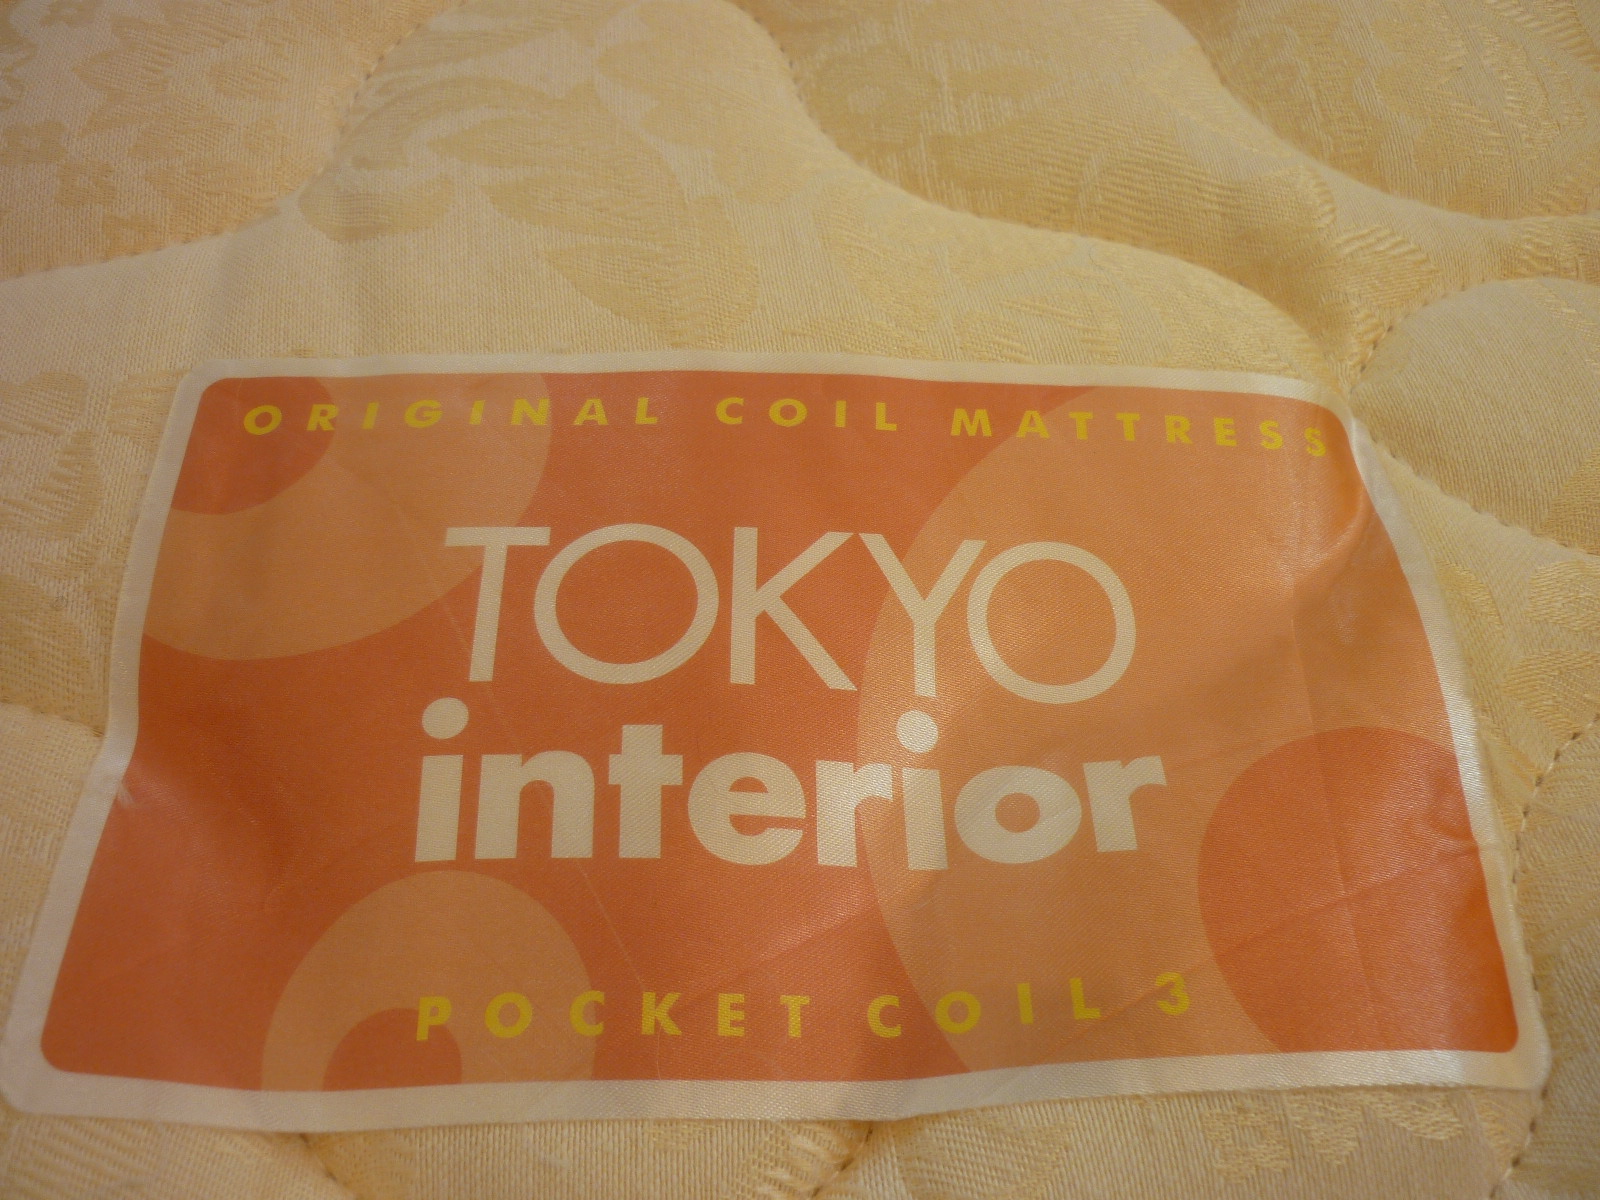 ORIGINAL COIL MATTRESS
TOKYO
interior
POCKET COIL 3